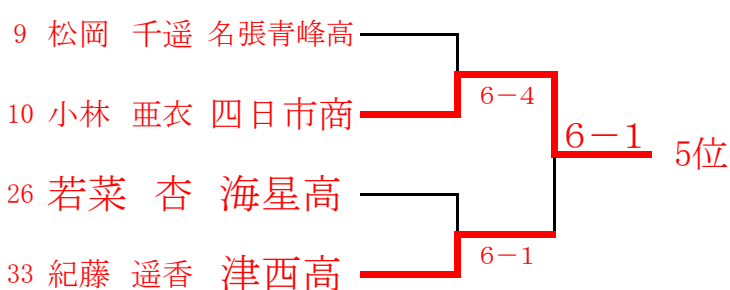 9 松岡 千遥 名張青峰高
10 小林 亜衣 四日市商
6－4
6－1 5位
26 若菜 杏 海星高
6－1
33 紀藤 遥香 津西高